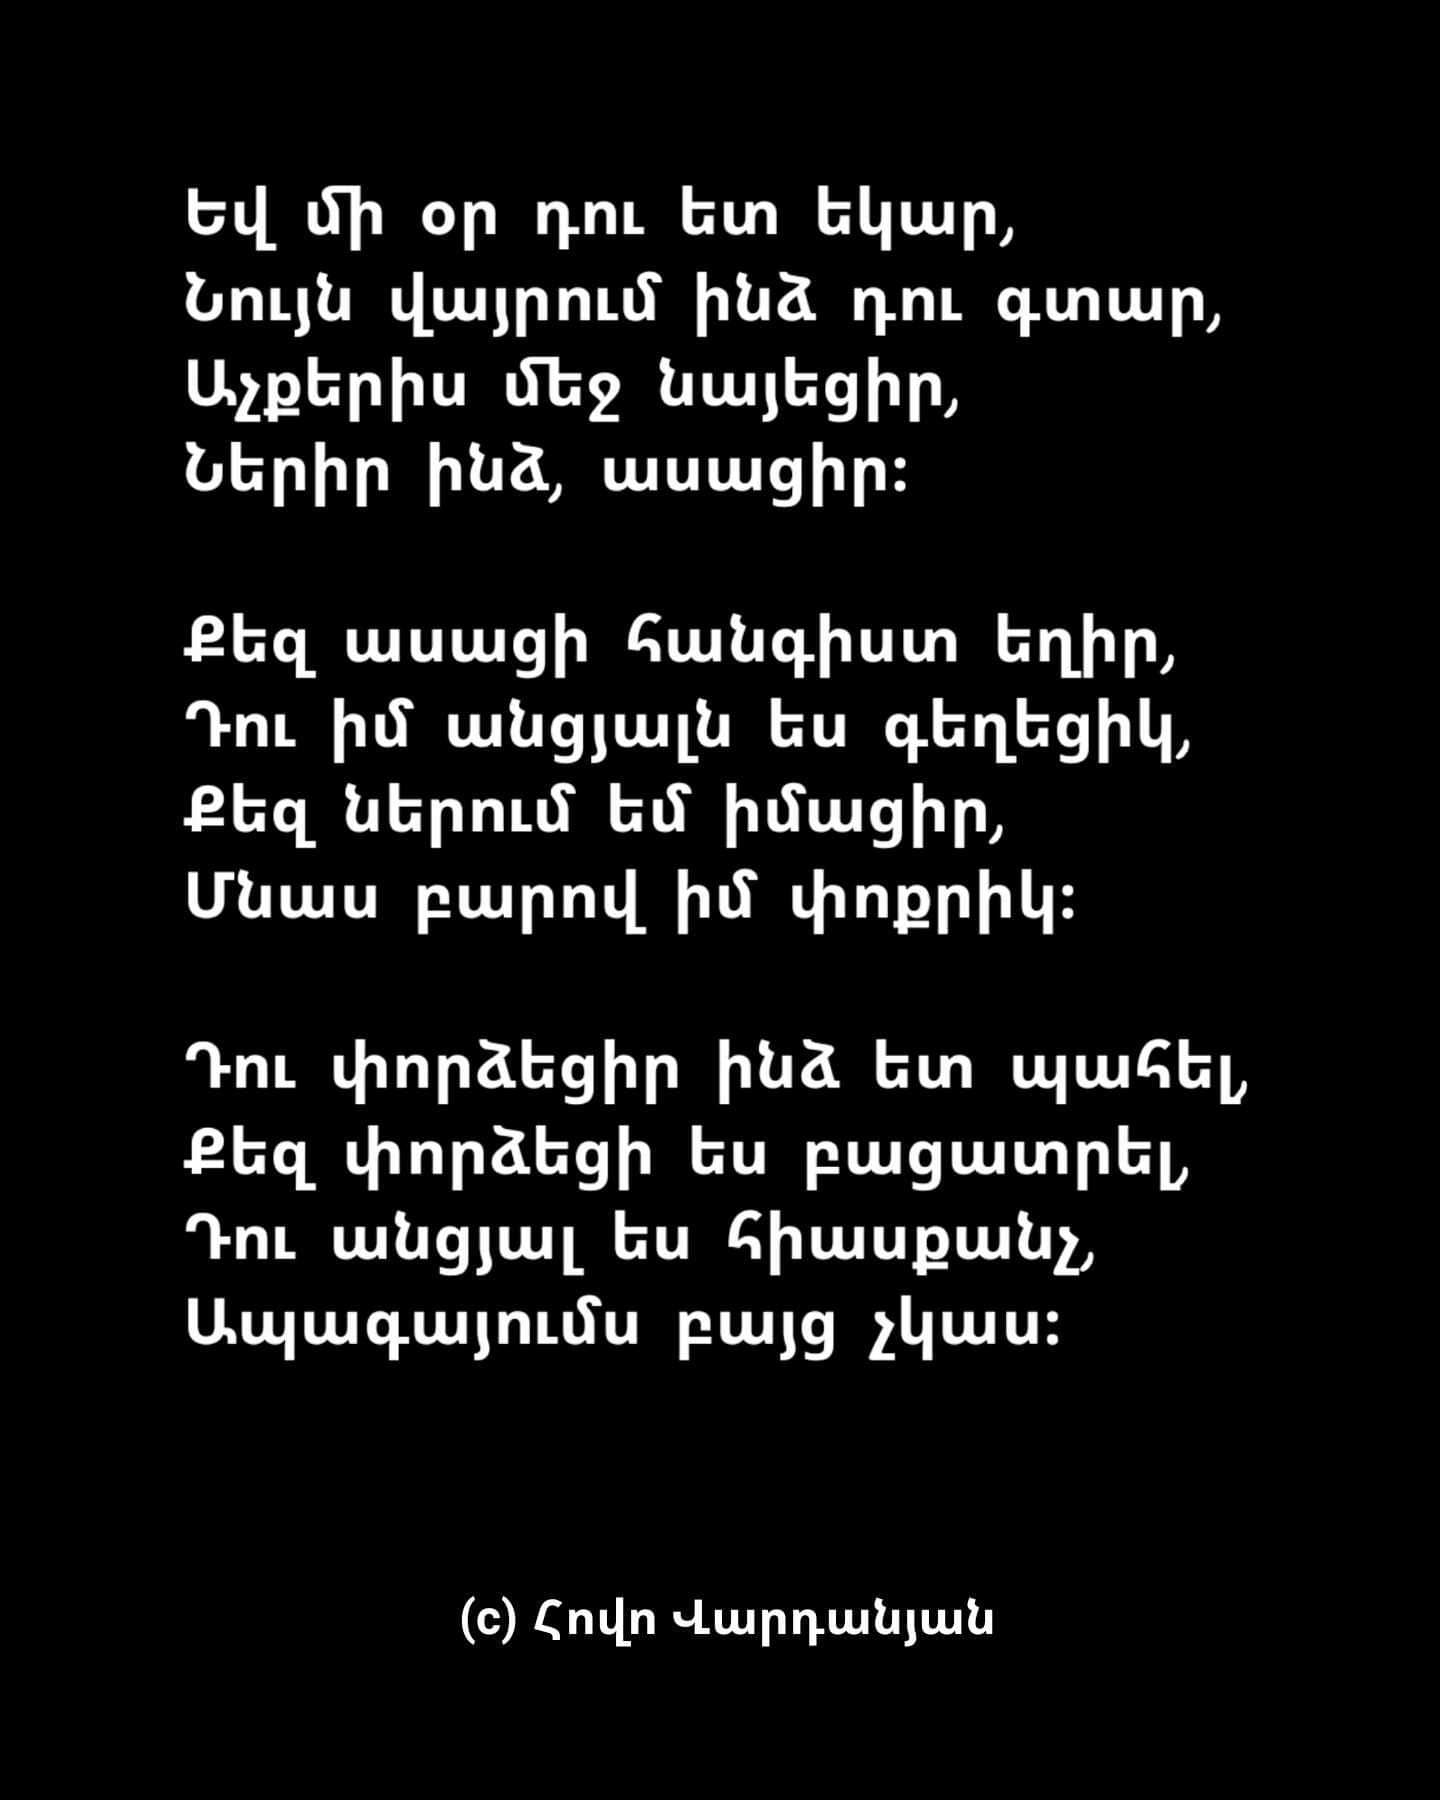 Եվ մի օր դու ետ եկար,
Նույն վայրում ինձ դու գտար,
Աչքերիս մեջ նայեցիր,
Ներիր ինձ, ասացիր:
Քեզ ասացի հանգիստ եղիր,
Դու իմ անցյալն ես գեղեցիկ,
Քեզ ներում եմ իմացիր,
Մնաս բարով իմ փոքրիկ:
Դու փորձեցիր ինձ ետ պահել,
Քեզ փորձեցի ես բացատրել,
Դու անցյալ ես հիասքանչ,
Ապագայումս բայց չկաս:
(c) Հովո Վարդանյան